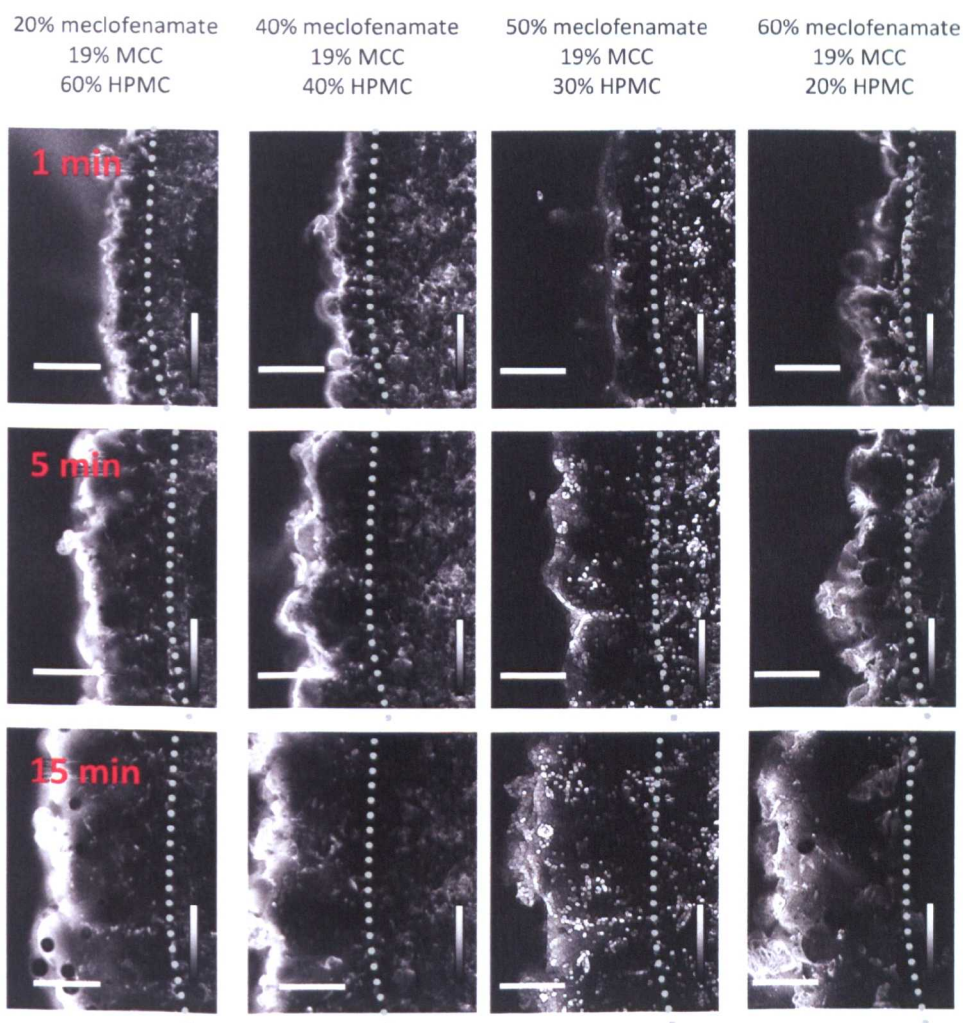 20% meclofenamate
19% MCC
60% HPMC
40% meclofenamate
19% MCC
40% HPMC
50% meclofenamate
19% MCC
30% HPMC
60% meclofenamate
19% MCC
20% HPMC
1 min
5 min
15 min